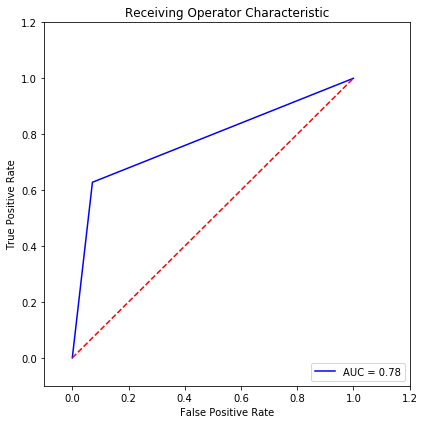 Receiving Operator Characteristic
1.2
1.0
0.8
0.6
0.4
0.2
0.0
True Positive Rate
AUC = 0.78
0.0 0.2 0.4 0.6 0.8 1.0 1.2
False Positive Rate